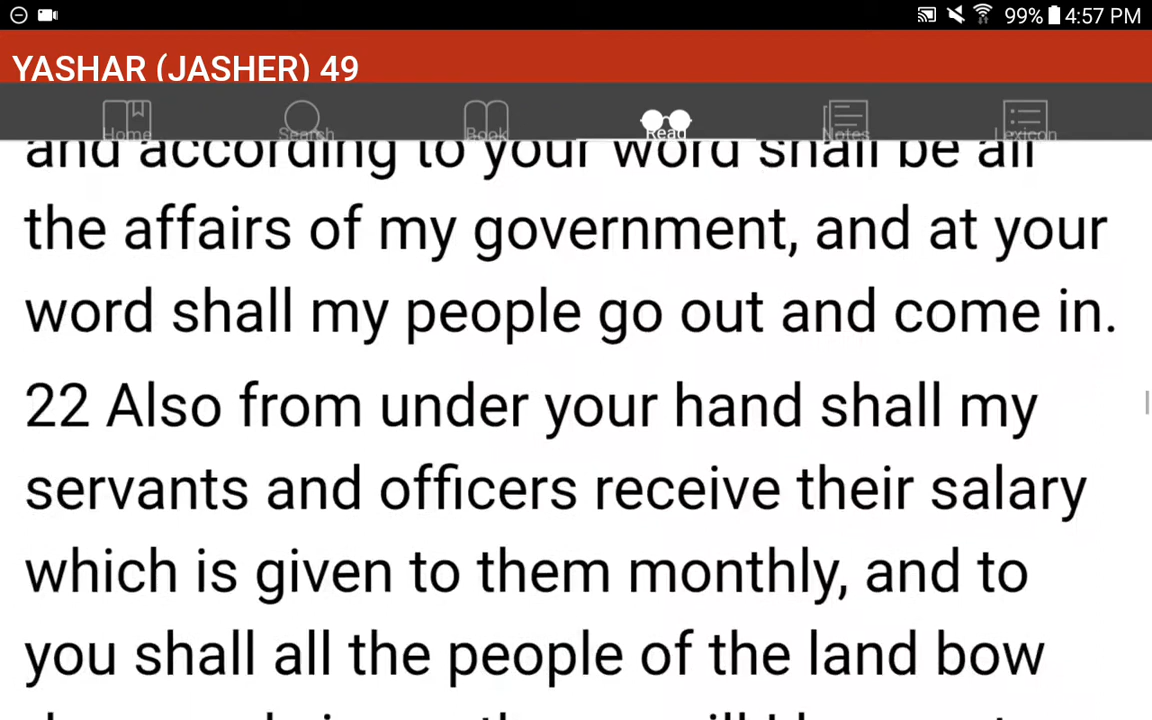 99% 4:57 PM
YASHAR (JASHER) 49
Home Search Book Read Notes Lexicon
and according to your word shall be all
the affairs of my government, and at your
word shall my people go out and come in.
22 Also from under your hand shall my
servants and officers receive their salary
which is given to them monthly, and to
you shall all the people of the land bow